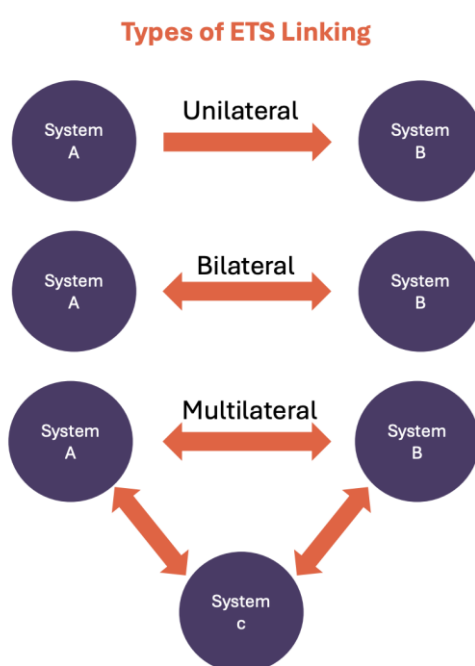 Types of ETS Linking
Unilateral
System
A
System
B
Bilateral
System
A
System
B
Multilateral
System
A
System
B
System
c